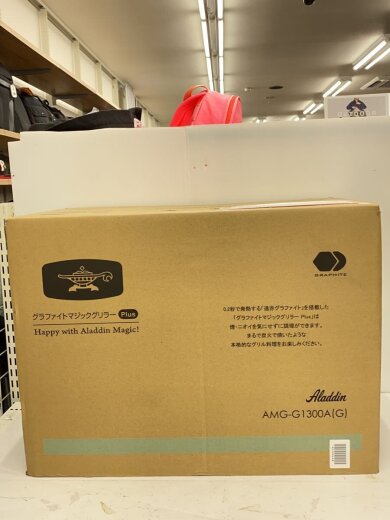 GRAPHITE
グラファイトマジックグリラー Plus
Happy with Aladdin Magic!
0.2秒で発熱する「遠赤グラファイト」を搭載した
「グラファイトマジックグリラー Plus」は
煙・ニオイを気にせずに調理ができます。
まるで炭火で焼いたような
本格的なグリル料理をお楽しみください。
Aladdin
AMG-G1300A(G)